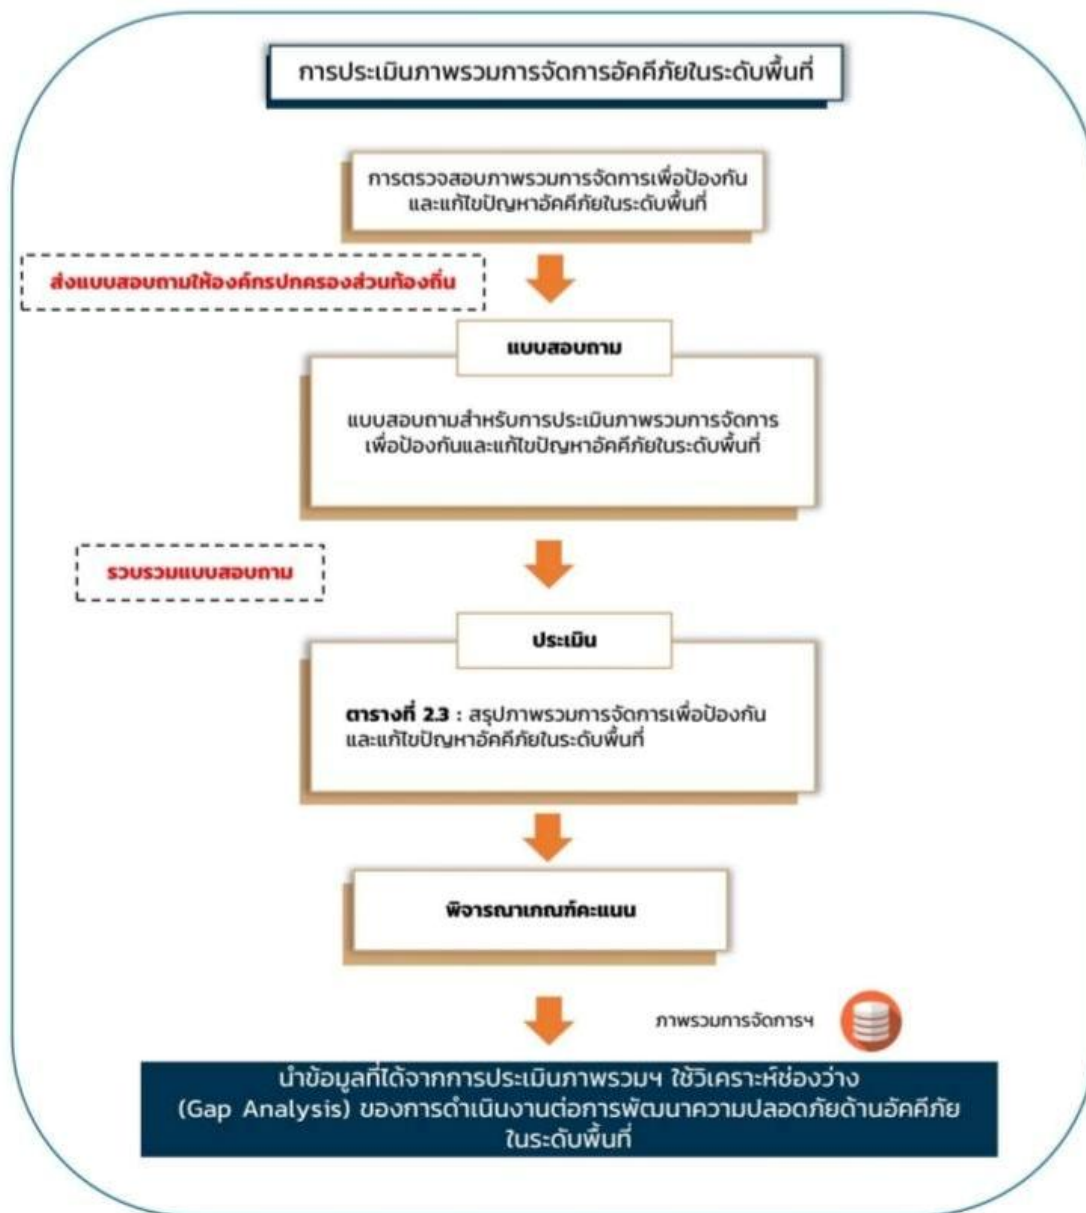 การประเมินภาพรวมการจัดการอัคคีภัยในระดับพื้นที่
การตรวจสอบภาพรวมการจัดการเพื่อป้องกัน
และแก้ไขปัญหาอัคคีภัยในระดับพื้นที่
ส่งแบบสอบถามให้องค์กรปกครองส่วนท้องถิ่น
แบบสอบถาม
แบบสอบถามสำหรับการประเมินภาพรวมการจัดการ
เพื่อป้องกันและแก้ไขปัญหาอัคคีภัยในระดับพื้นที่
รวบรวมแบบสอบถาม
ประเมิน
ตารางที่ 2.3 : สรุปภาพรวมการจัดการเพื่อป้องกัน
และแก้ไขปัญหาอัคคีภัยในระดับพื้นที่
พิจารณาเกณฑ์คะแนน
ภาพรวมการจัดการฯ
นำข้อมูลที่ได้จากการประเมินภาพรวมฯ ใช้วิเคราะห์ช่องว่าง
(Gap Analysis) ของการดำเนินงานต่อการพัฒนาความปลอดภัยด้านอัคคีภัย
ในระดับพื้นที่